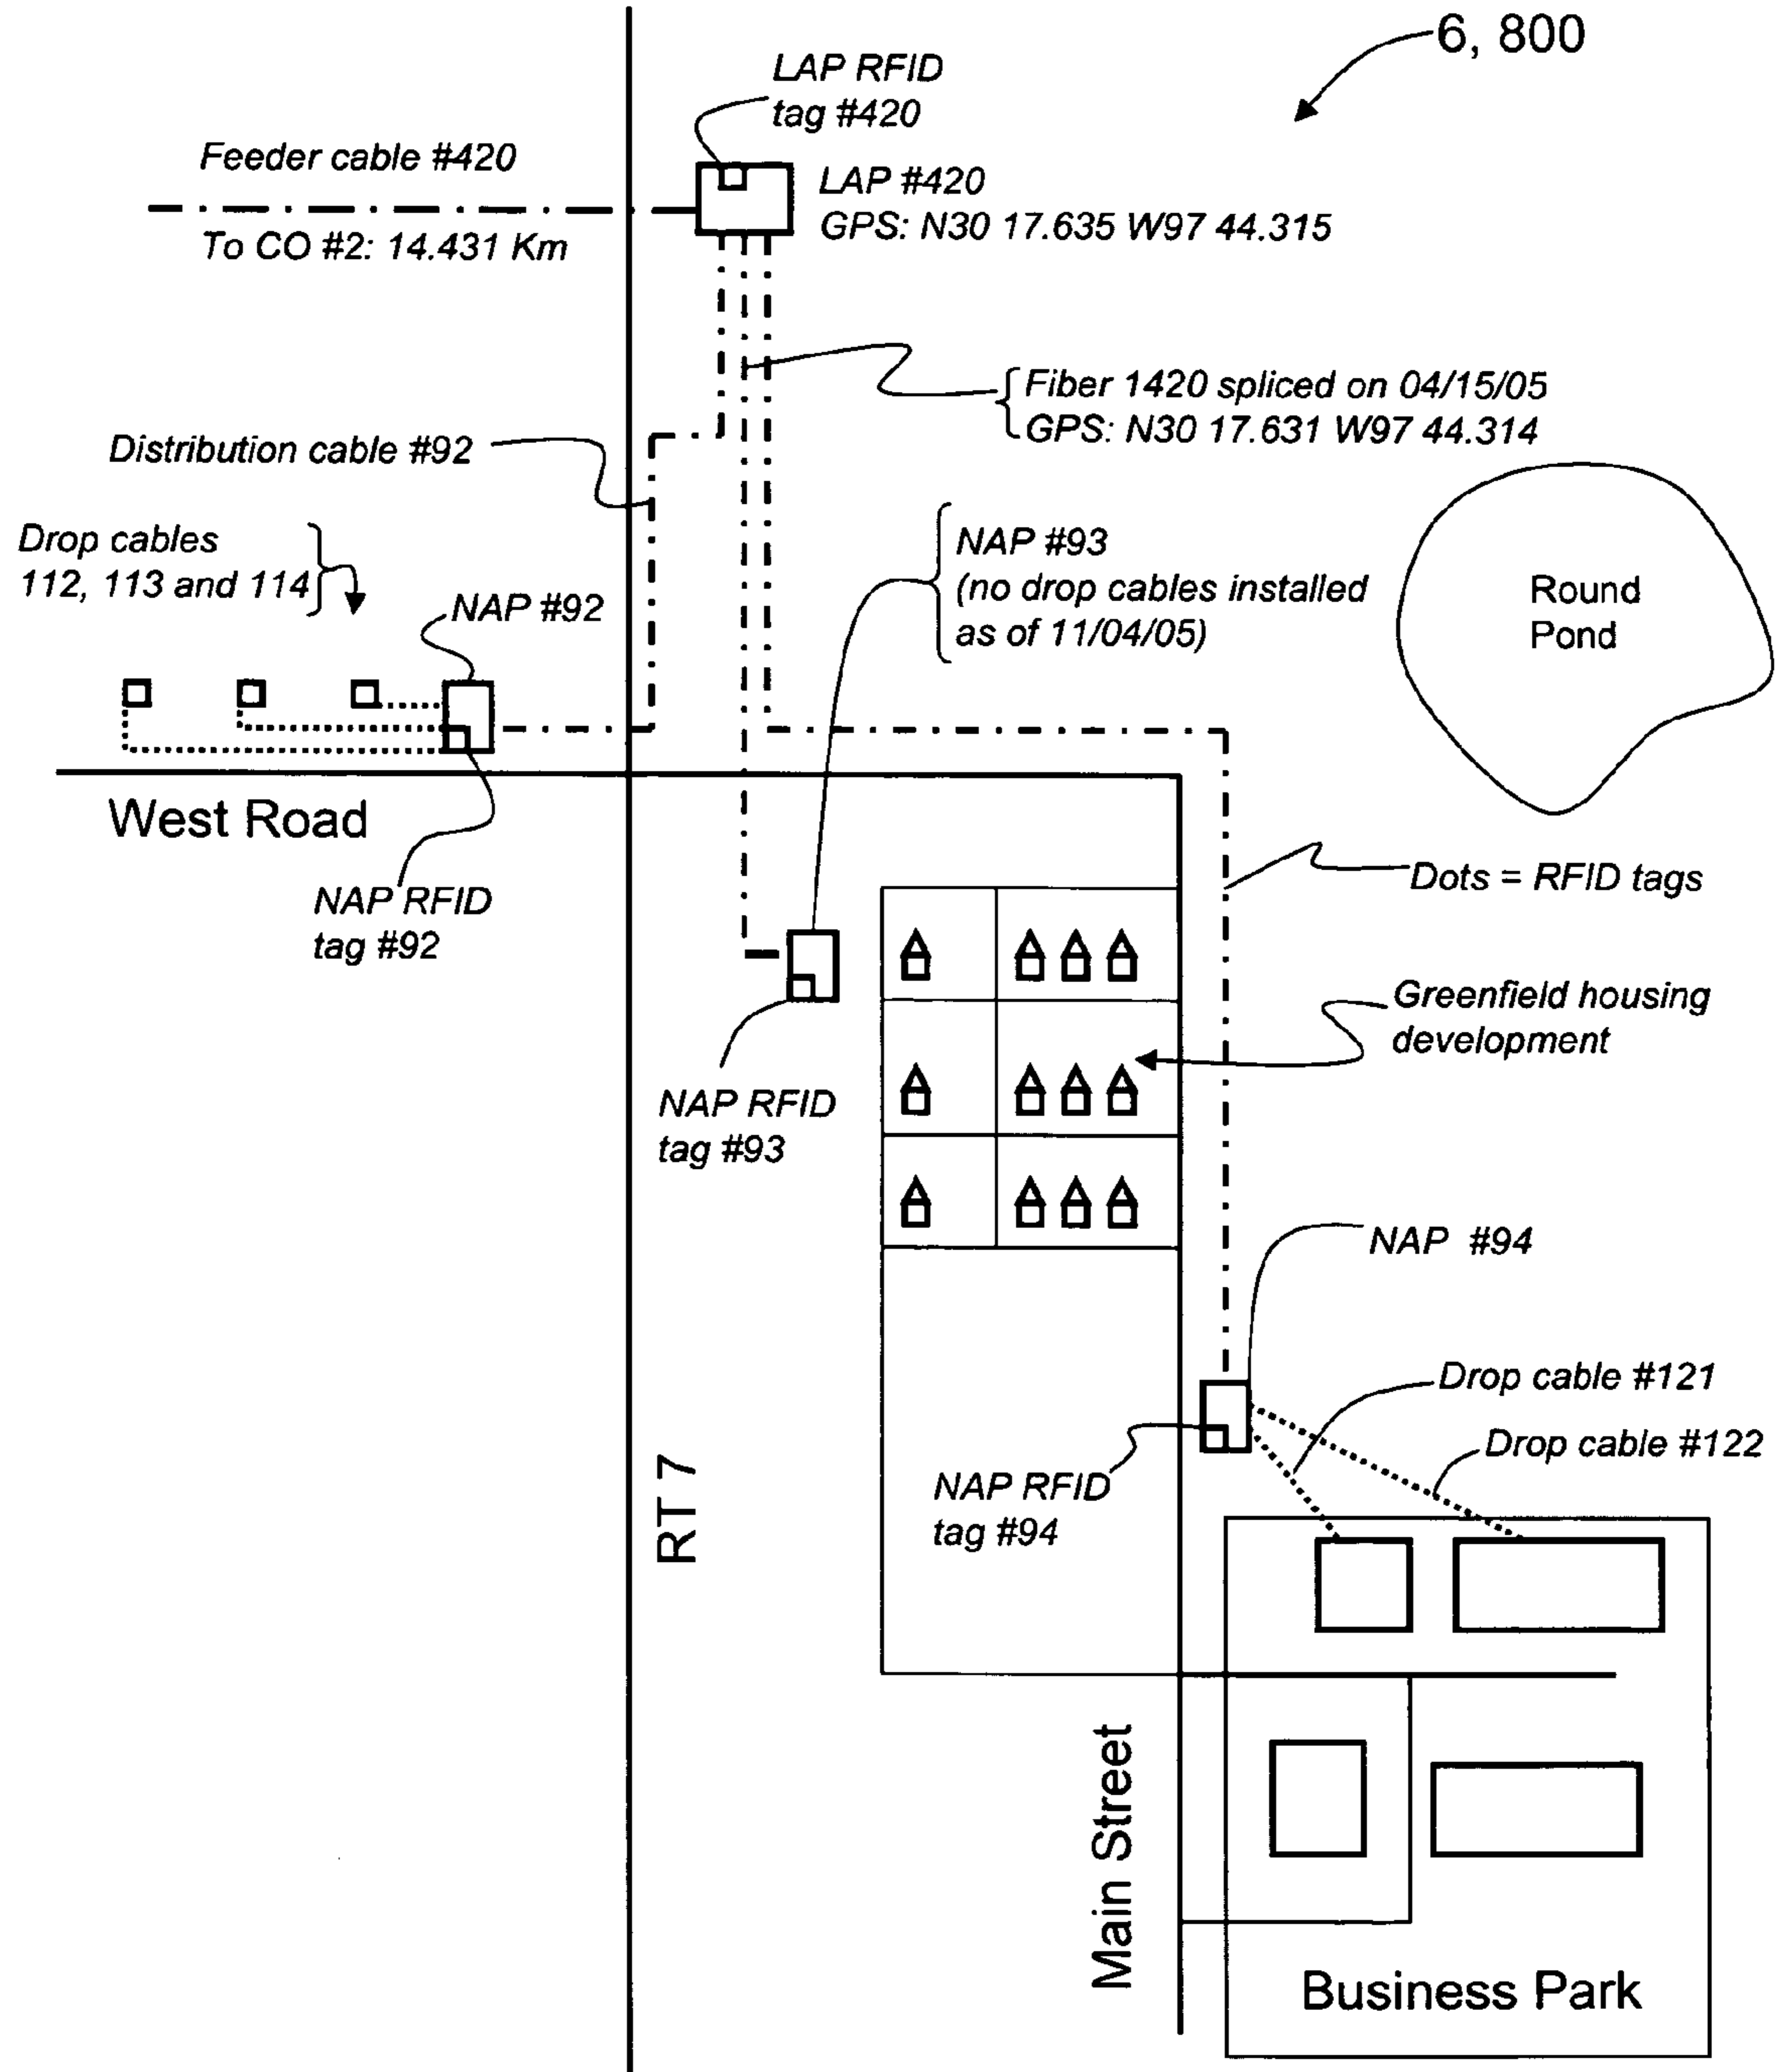 6, 800
LAP RFID
tag #420
Feeder cable #420
To CO #2: 14.431 Km
LAP #420
GPS: N30 17.635 W97 44.315
Fiber 1420 spliced on 04/15/05
GPS: N30 17.631 W97 44.314
Distribution cable #92
Drop cables
112, 113 and 114
NAP #92
NAP #93
(no drop cables installed
as of 11/04/05)
Round
Pond
West Road
NAP RFID
tag #92
Dots = RFID tags
Greenfield housing
development
NAP RFID
tag #93
NAP #94
Drop cable #121
Drop cable #122
NAP RFID
tag #94
RT 7
Main Street
Business Park